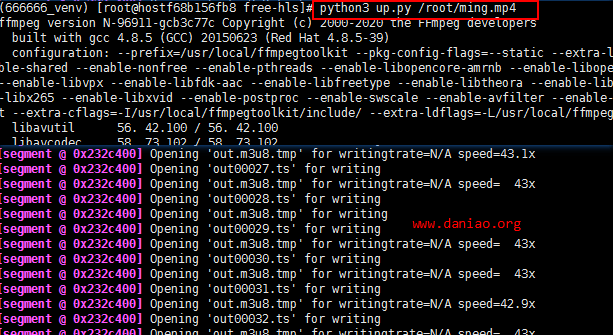 (666666_venv) [root@hostf68b156fb8 free-hls]# python3 up.py /root/ming.mp4
ffmpeg version N-96911-gcb3c77c Copyright (c) 2000-2020 the FFmpeg developers
built with gcc 4.8.5 (GCC) 20150623 (Red Hat 4.8.5-39)
configuration: --prefix=/usr/local/ffmpegtoolkit --pkg-config-flags=--static --extra-l
able-shared --enable-nonfree --enable-pthreads --enable-libopencore-amrnb --enable-libope
-enable-libvpx --enable-libfdk-aac --enable-libfreetype --enable-libtheora --enable-lib
-libx265 --enable-libxvid --enable-postproc --enable-swscale --enable-avfilter --enable-
t --extra-cflags=-I/usr/local/ffmpegtoolkit/include/ --extra-ldflags=-L/usr/local/ffmpeg
libavutil 56. 42.100 / 56. 42.100
libavcodec 58. 73.102 / 58. 73.102
[segment @ 0x232c400] Opening 'out.m3u8.tmp' for writingtrate=N/A speed=43.1x
[segment @ 0x232c400] Opening 'out00027.ts' for writing
[segment @ 0x232c400] Opening 'out.m3u8.tmp' for writingtrate=N/A speed= 43x
[segment @ 0x232c400] Opening 'out00028.ts' for writing
[segment @ 0x232c400] Opening 'out.m3u8.tmp' for writing
[segment @ 0x232c400] Opening 'out00029.ts' for writing
www.daniao.org
[segment @ 0x232c400] Opening 'out.m3u8.tmp' for writingtrate=N/A speed= 43x
[segment @ 0x232c400] Opening 'out00030.ts' for writing
[segment @ 0x232c400] Opening 'out.m3u8.tmp' for writingtrate=N/A speed= 43x
[segment @ 0x232c400] Opening 'out00031.ts' for writing
[segment @ 0x232c400] Opening 'out.m3u8.tmp' for writingtrate=N/A speed=42.9x
[segment @ 0x232c400] Opening 'out00032.ts' for writing
[segment @ 0x232c400] Opening 'out.m3u8.tmp' for writingtrate=N/A speed= 43x